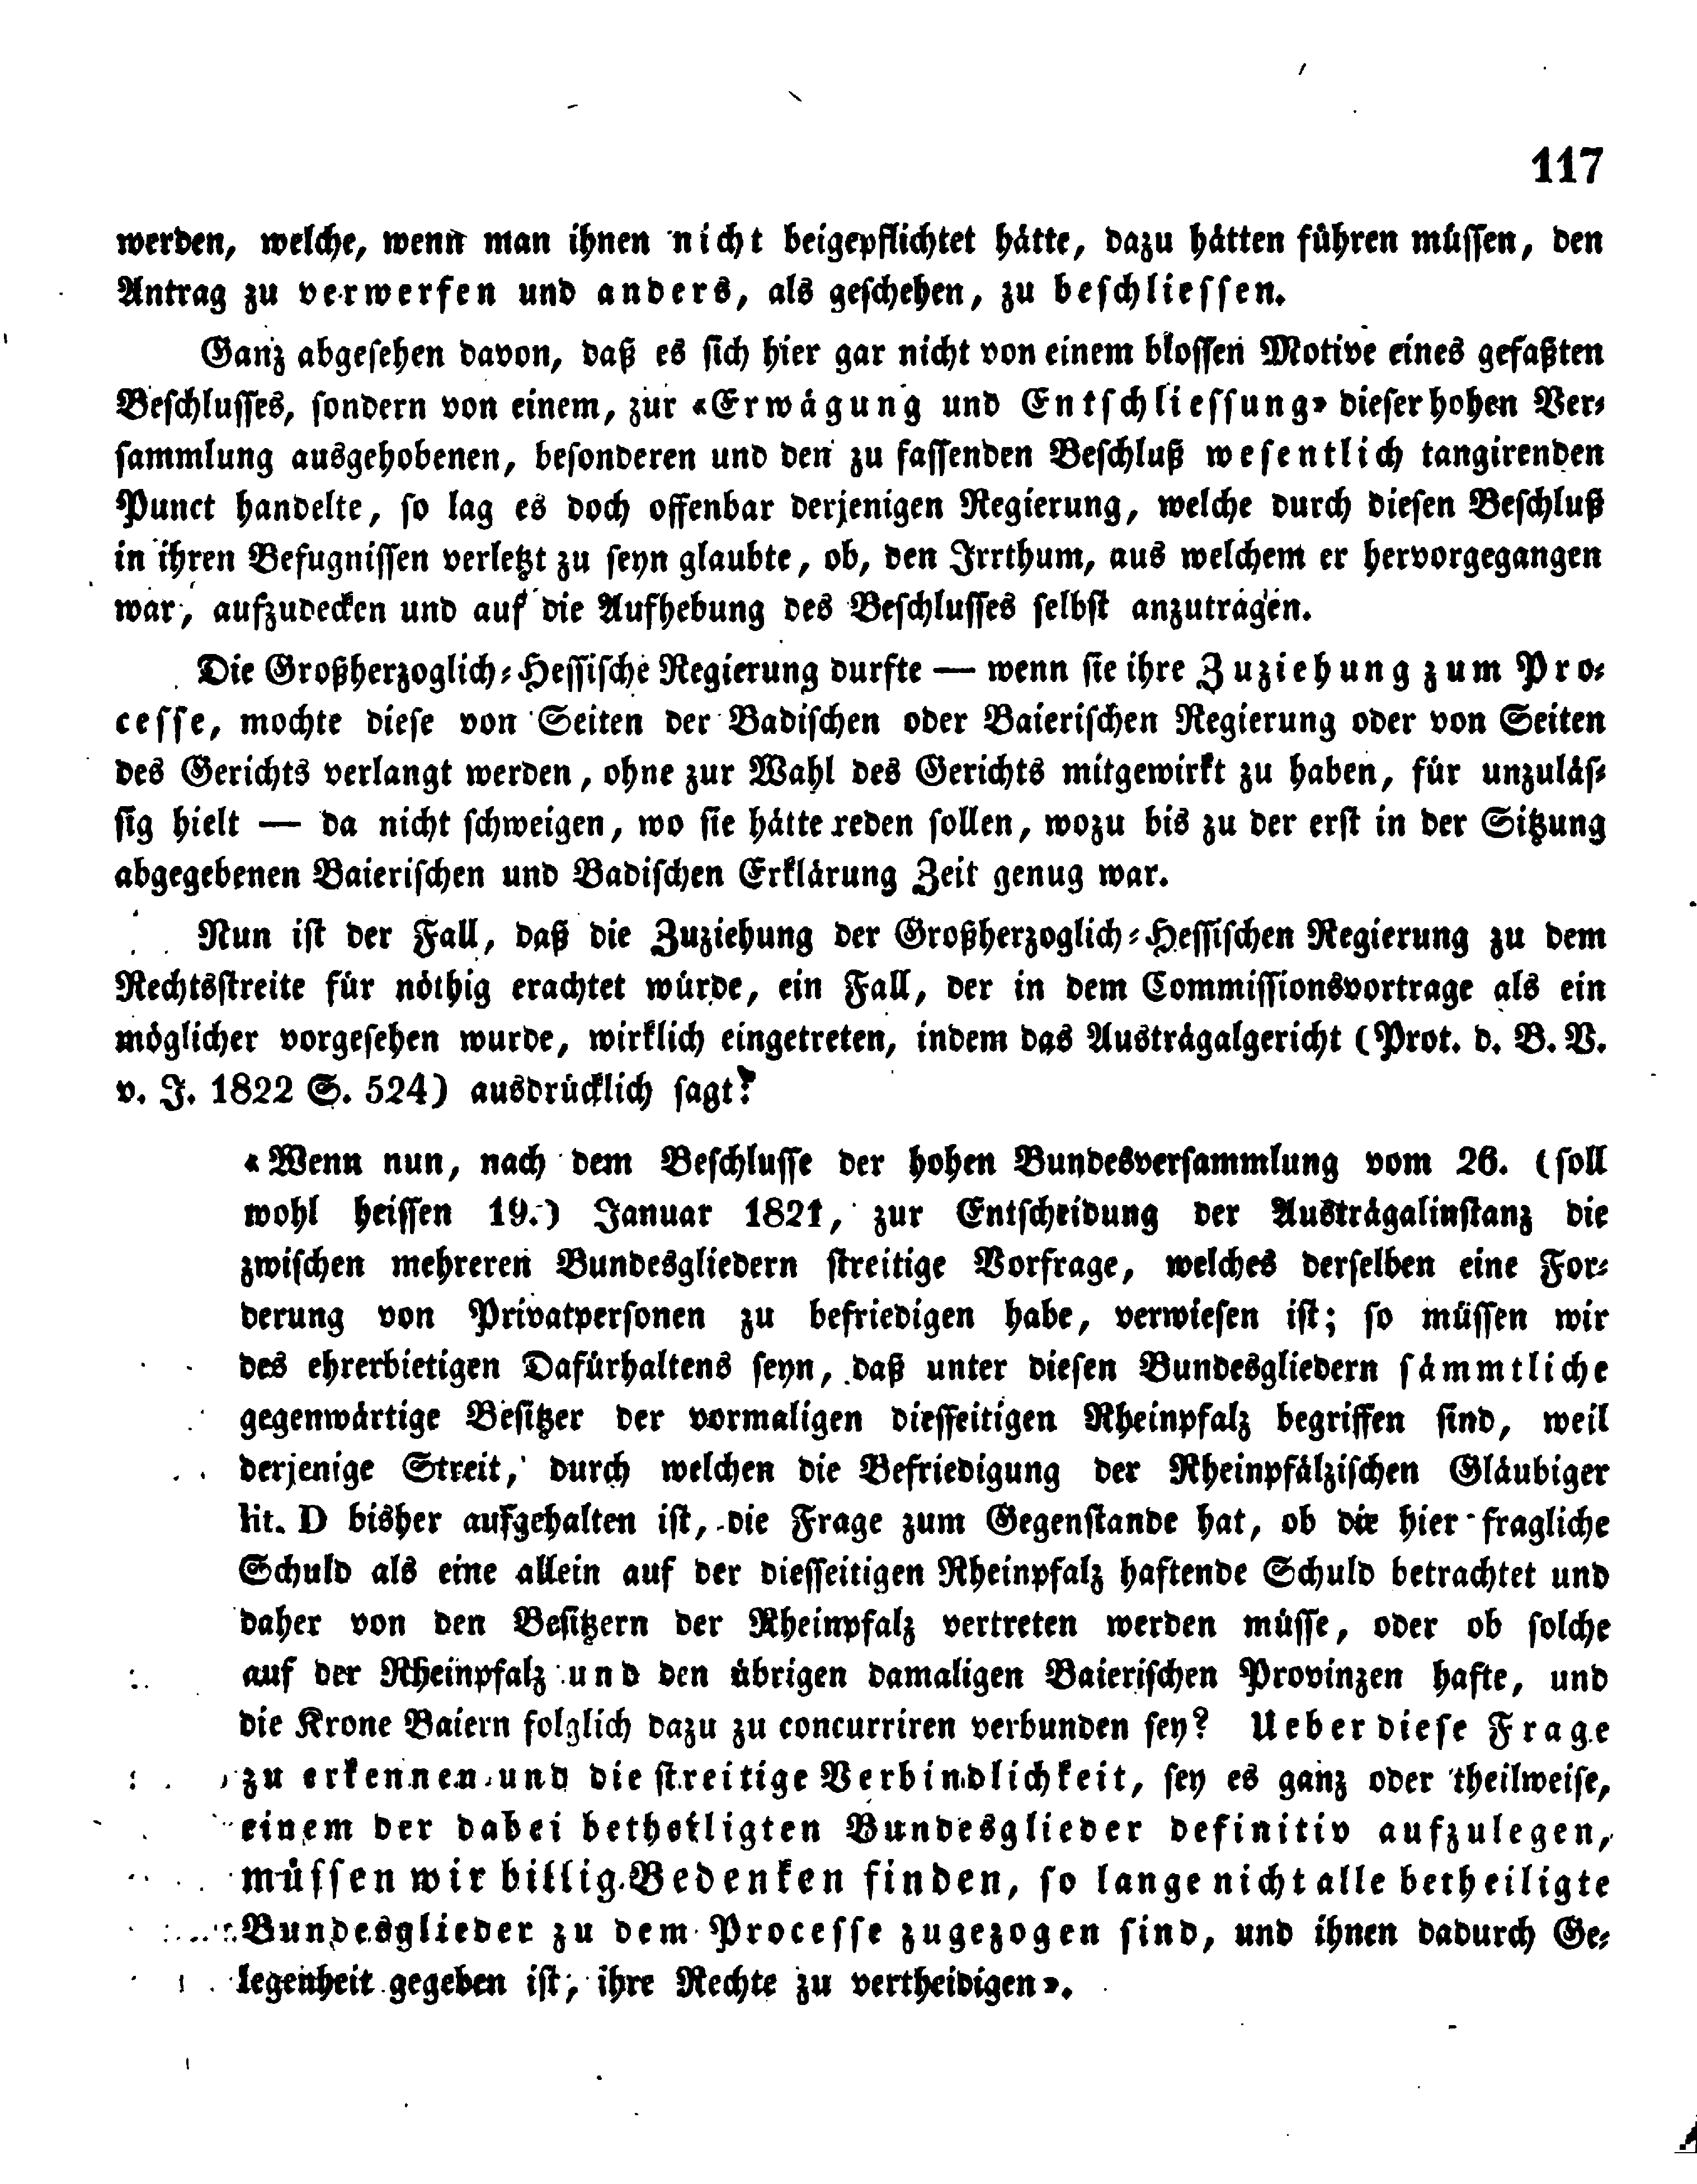 117
werden, welche, wenn man ihnen nicht beigepflichtet hätte, dazu hätten führen müssen, den
Antrag zu verwerfen und anders, als geschehen, zu beschliessen.
Ganz abgesehen davon, daß es sich hier gar nicht von einem blossen Motive eines gefaßten
Beschlusses, sondern von einem, zur «Erwägung und Entschliessung» dieser hohen Ver-
sammlung ausgehobenen, besonderen und den zu fassenden Beschluß wesentlich tangirenden
Punct handelte, so lag es doch offenbar derjenigen Regierung, welche durch diesen Beschluß
in ihren Befugnissen verletzt zu seyn glaubte, ob, den Irrthum, aus welchem er hervorgegangen
war, aufzudecken und auf die Aufhebung des Beschlusses selbst anzutragen.
Die Großherzoglich-Hessische Regierung durfte — wenn sie ihre Zuziehung zum Pro-
cesse, mochte diese von Seiten der Badischen oder Baierischen Regierung oder von Seiten
des Gerichts verlangt werden, ohne zur Wahl des Gerichts mitgewirkt zu haben, für unzuläs-
sig hielt — da nicht schweigen, wo sie hätte reden sollen, wozu bis zu der erst in der Sitzung
abgegebenen Baierischen und Badischen Erklärung Zeit genug war.
Nun ist der Fall, daß die Zuziehung der Großherzoglich-Hessischen Regierung zu dem
Rechtsstreite für nöthig erachtet würde, ein Fall, der in dem Commissionsvortrage als ein
möglicher vorgesehen wurde, wirklich eingetreten, indem das Austrägalgericht (Prot. d. B. V.
v. J. 1822 S. 524) ausdrücklich sagt:
«Wenn nun, nach dem Beschlusse der hohen Bundesversammlung vom 26. (soll
wohl heissen 19.) Januar 1821, zur Entscheidung der Austrägalinstanz die
zwischen mehreren Bundesgliedern streitige Vorfrage, welches derselben eine For-
derung von Privatpersonen zu befriedigen habe, verwiesen ist; so müssen wir
des ehrerbietigen Dafürhaltens seyn, daß unter diesen Bundesgliedern sämmtliche
gegenwärtige Besitzer der vormaligen diesseitigen Rheinpfalz begriffen sind, weil
derjenige Streit, durch welchen die Befriedigung der Rheinpfälzischen Gläubiger
lit. D bisher aufgehalten ist, die Frage zum Gegenstande hat, ob die hier fragliche
Schuld als eine allein auf der diesseitigen Rheinpfalz haftende Schuld betrachtet und
daher von den Besitzern der Rheinpfalz vertreten werden müsse, oder ob solche
auf der Rheinpfalz und den übrigen damaligen Baierischen Provinzen hafte, und
die Krone Baiern folglich dazu zu concurriren verbunden sey? Ueber diese Frage
zu erkennen und die streitige Verbindlichkeit, sey es ganz oder theilweise,
einem der dabei betheiligten Bundesglieder definitiv aufzulegen,
müssen wir billig Bedenken finden, so lange nicht alle betheiligte
Bundesglieder zu dem Processe zugezogen sind, und ihnen dadurch Ge-
legenheit gegeben ist, ihre Rechte zu vertheidigen».